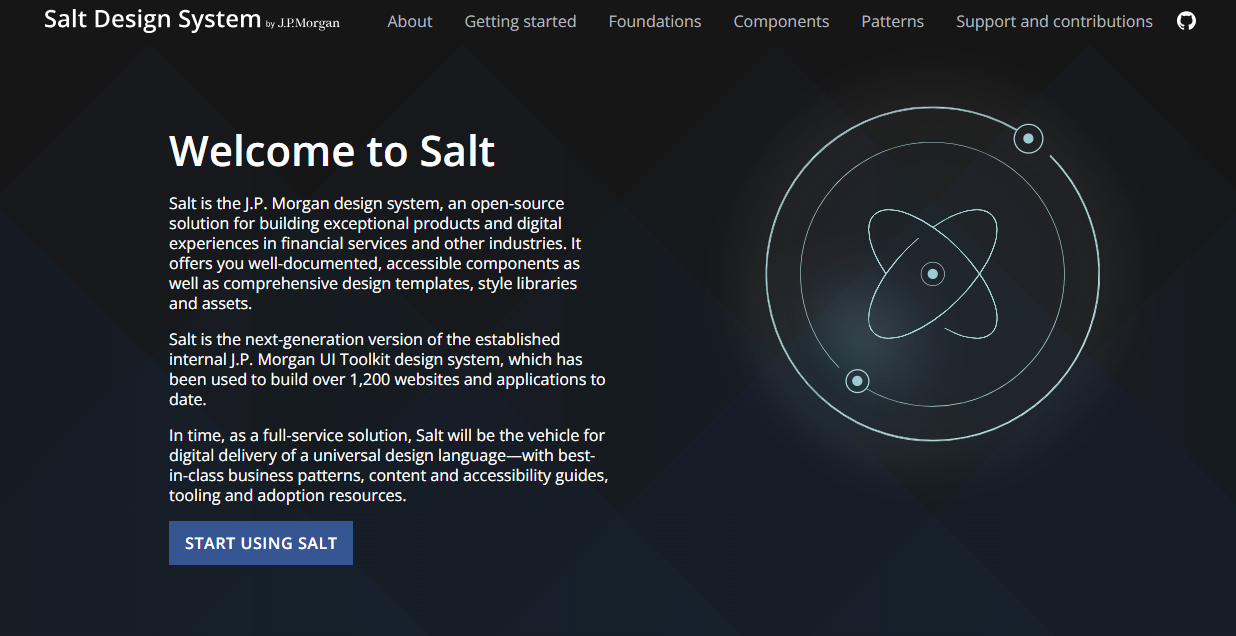 Salt Design System by J.P.Morgan About Getting started Foundations Components Patterns Support and contributions
Welcome to Salt
Salt is the J.P. Morgan design system, an open-source
solution for building exceptional products and digital
experiences in financial services and other industries. It
offers you well-documented, accessible components as
well as comprehensive design templates, style libraries
and assets.
Salt is the next-generation version of the established
internal J.P. Morgan UI Toolkit design system, which has
been used to build over 1,200 websites and applications to
date.
In time, as a full-service solution, Salt will be the vehicle for
digital delivery of a universal design language—with best-
in-class business patterns, content and accessibility guides,
tooling and adoption resources.
START USING SALT